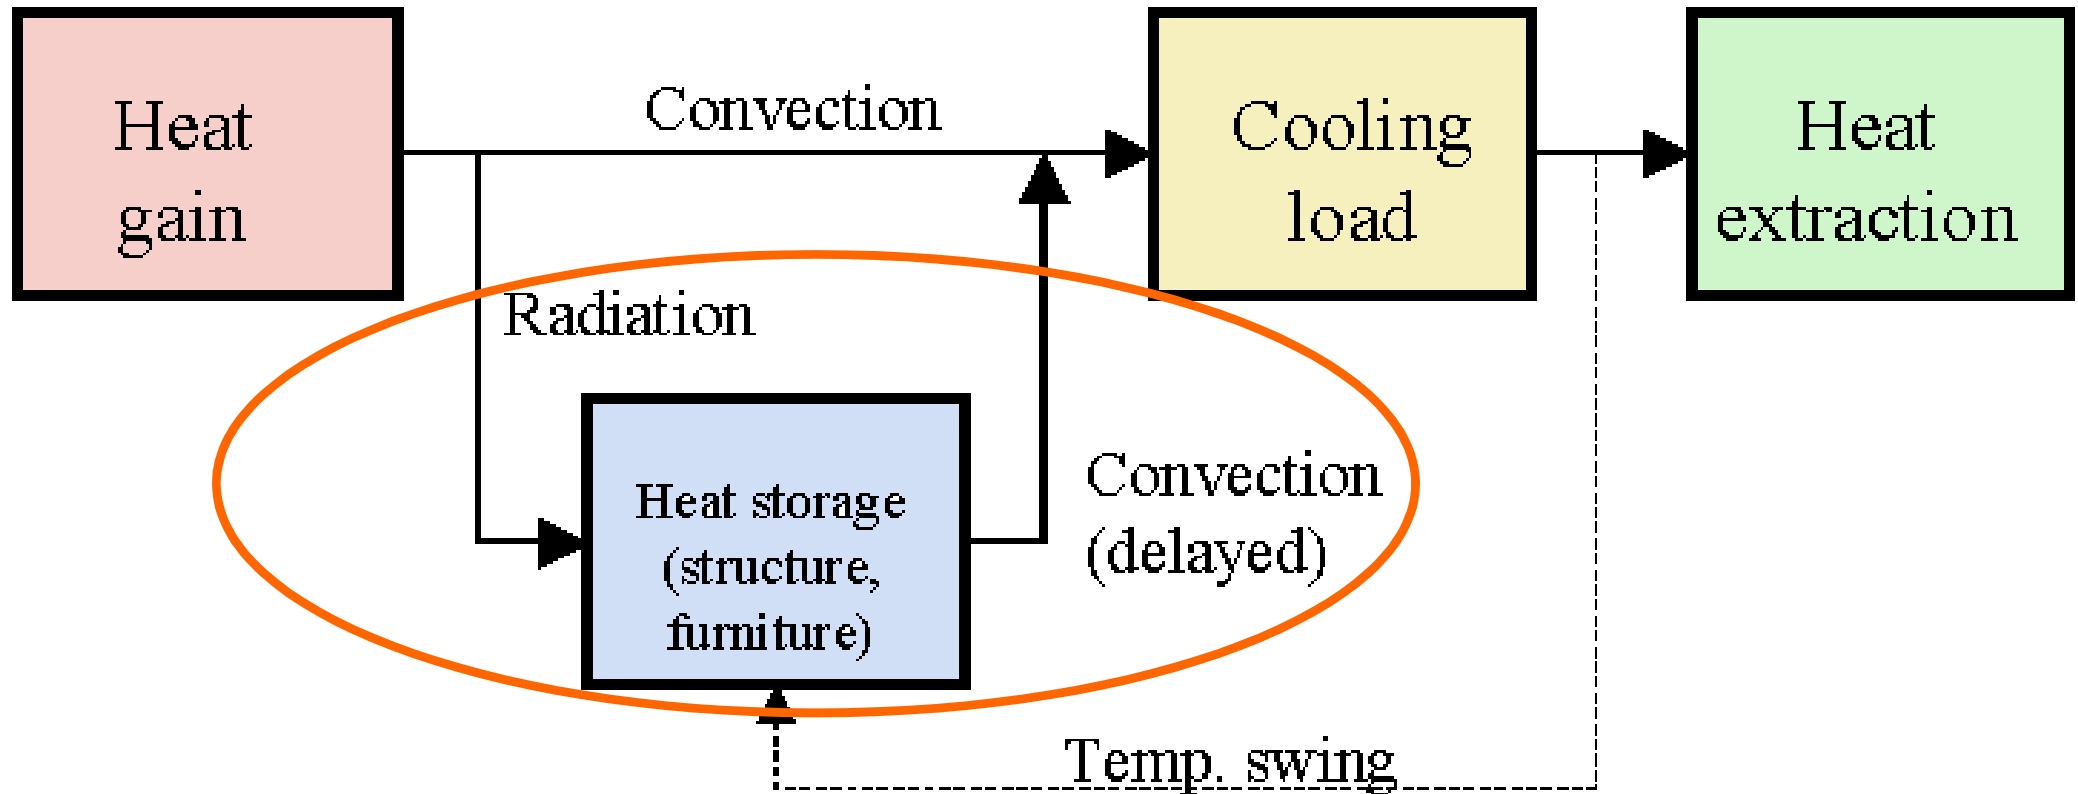 Heat
gain
Convection
Cooling
load
Heat
extraction
Radiation
Heat storage
(structure,
furniture)
Convection
(delayed)
Temp. swing